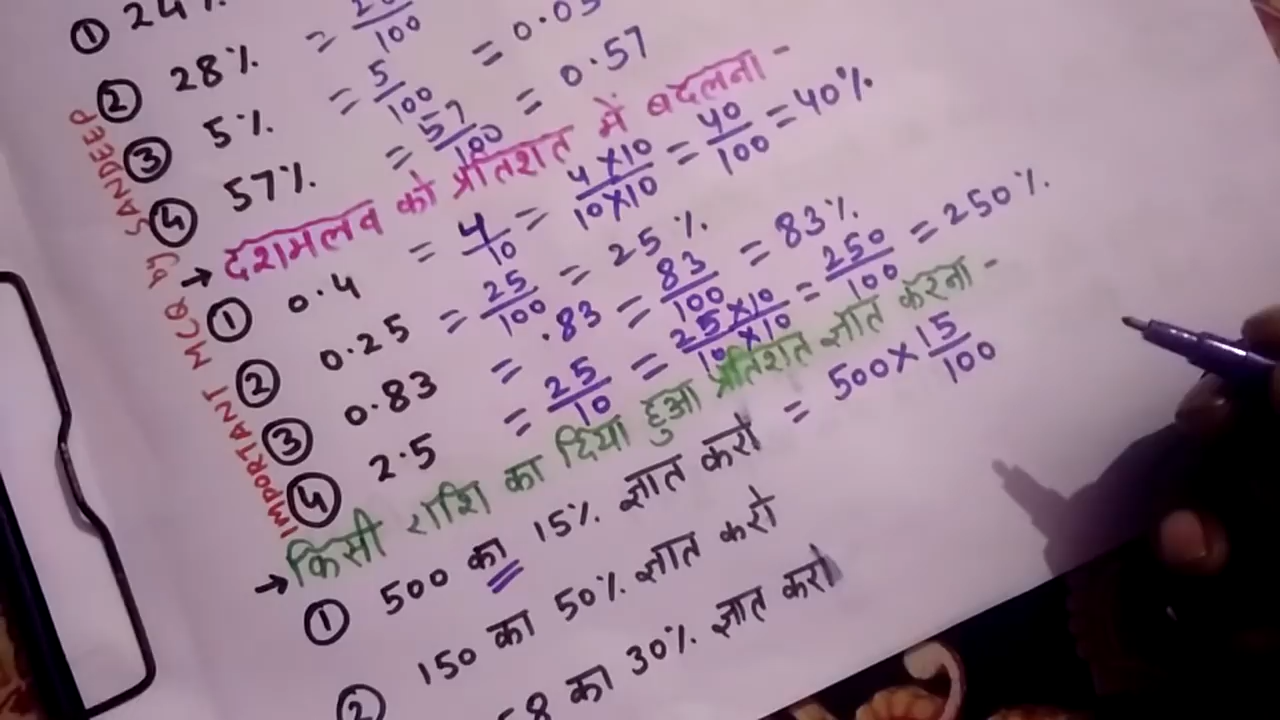 ① 24%
② 28% = /100
③ 5% = 5/100 = 0.05
④ 57% = 57/100 = 0.57
→ दशमलव को प्रतिशत में बदलना -
① 0.4 = 4/10 = 4×10/10×10 = 40/100 = 40%
② 0.25 = 25/100 = 25%
③ 0.83 = .83 = 83/100 = 83%
④ 2.5 = 25/10 = 25×10/10×10 = 250/100 = 250%
→ किसी राशि का दिया हुआ प्रतिशत ज्ञात करना -
① 500 का 15% ज्ञात करो = 500×15/100
② 150 का 50% ज्ञात करो
58 का 30% ज्ञात करो
IMPORTANT MCQ By SANDEEP